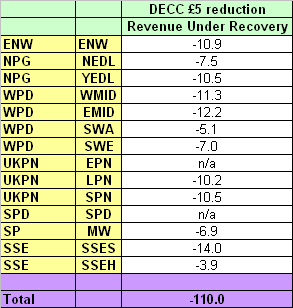 DECC £5 reduction
Revenue Under Recovery
ENW ENW -10.9
NPG NEDL -7.5
NPG YEDL -10.5
WPD WMID -11.3
WPD EMID -12.2
WPD SWA -5.1
WPD SWE -7.0
UKPN EPN n/a
UKPN LPN -10.2
UKPN SPN -10.5
SPD SPD n/a
SP MW -6.9
SSE SSES -14.0
SSE SSEH -3.9
Total -110.0